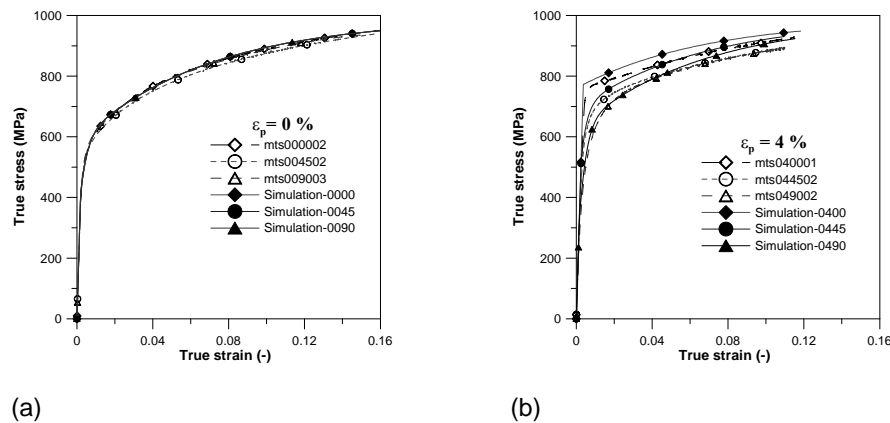 1000
800
600
400
200
0
True stress (MPa)
εp= 0 %
mts000002
mts004502
mts009003
Simulation-0000
Simulation-0045
Simulation-0090
0 0.04 0.08 0.12 0.16
True strain (-)
(a)
1000
800
600
400
200
0
True stress (MPa)
εp = 4 %
mts040001
mts044502
mts049002
Simulation-0400
Simulation-0445
Simulation-0490
0 0.04 0.08 0.12 0.16
True strain (-)
(b)